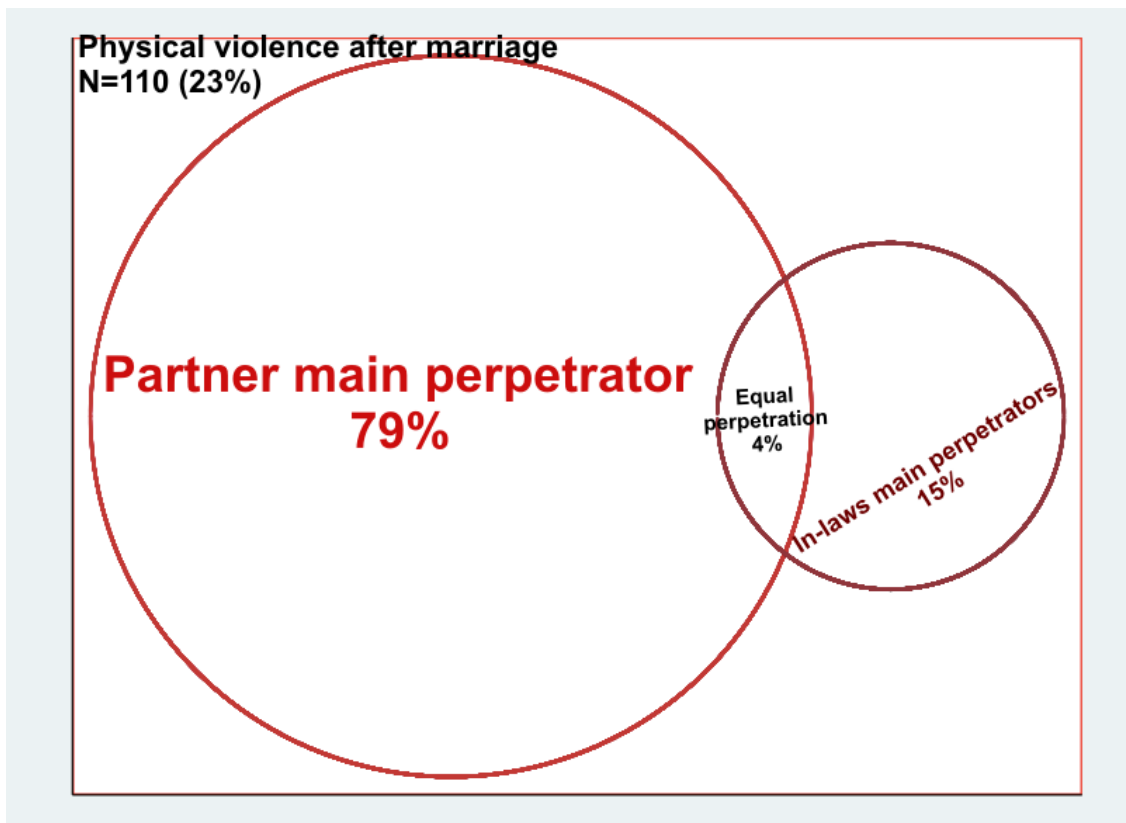 Physical violence after marriage
N=110 (23%)
Partner main perpetrator
79%
Equal
perpetration
4%
In-laws main perpetrators
15%